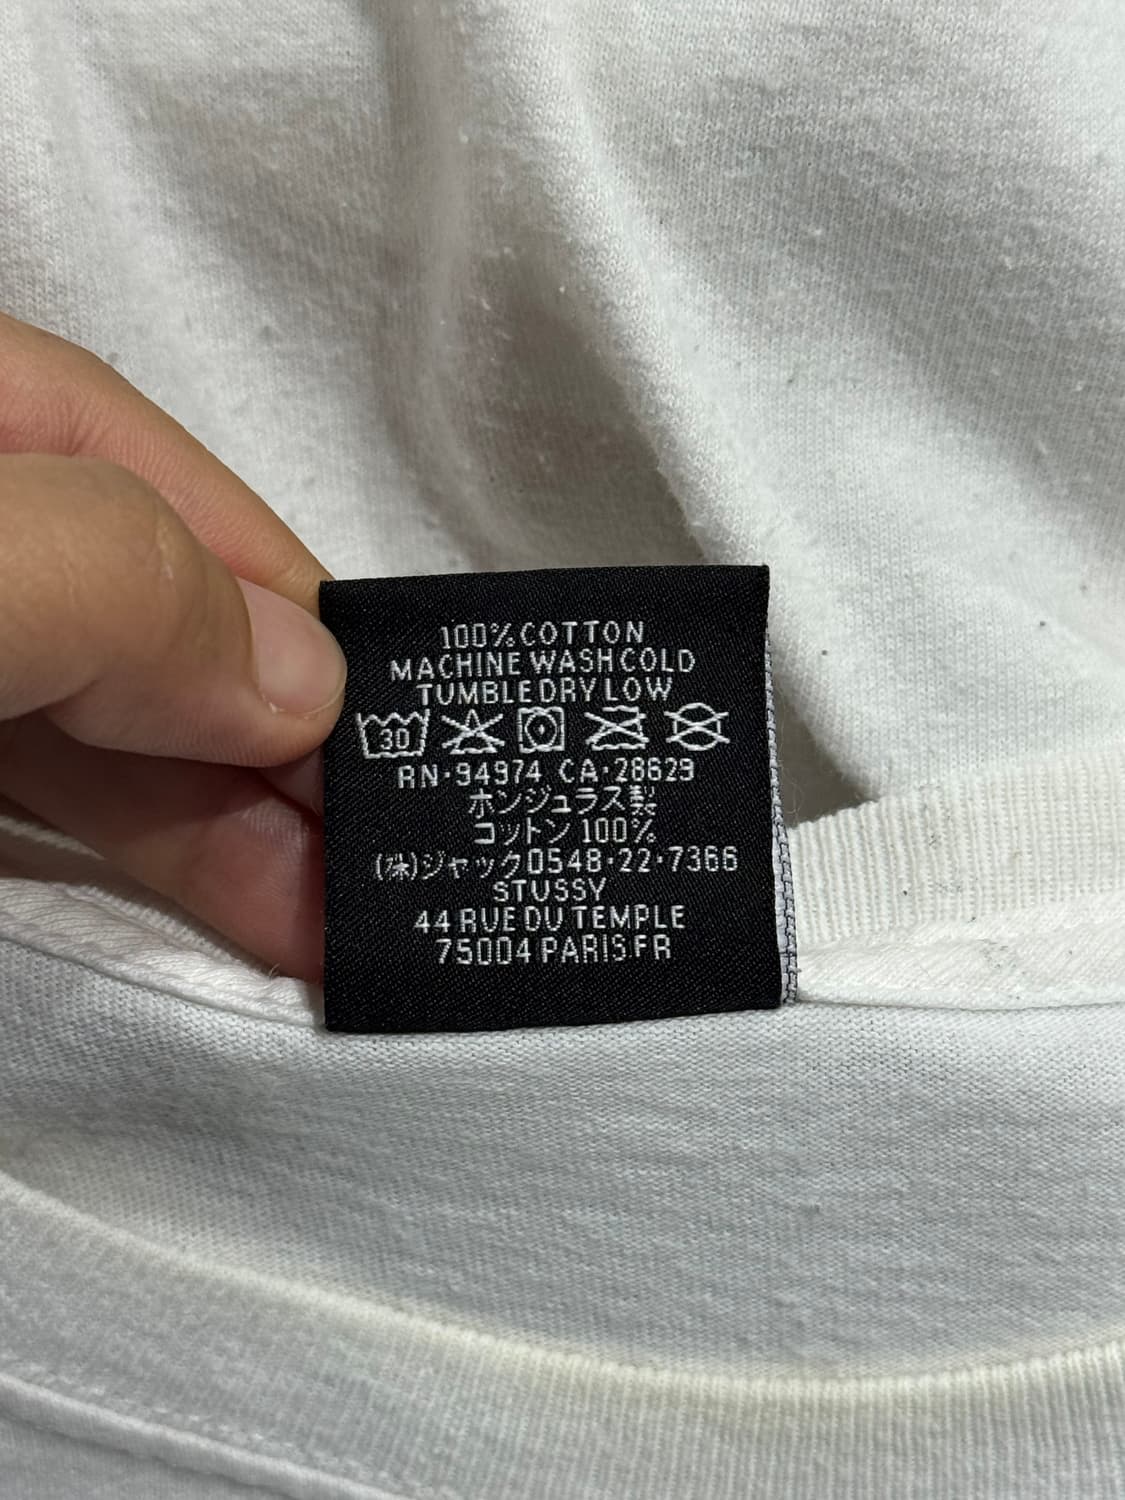 100% COTTON
MACHINE WASH COLD
TUMBLE DRY LOW
30
RN·94974 CA·28629
ホンジュラス製
コットン 100%
(株)ジャック0548·22·7366
STUSSY
44 RUE DU TEMPLE
75004 PARIS.FR